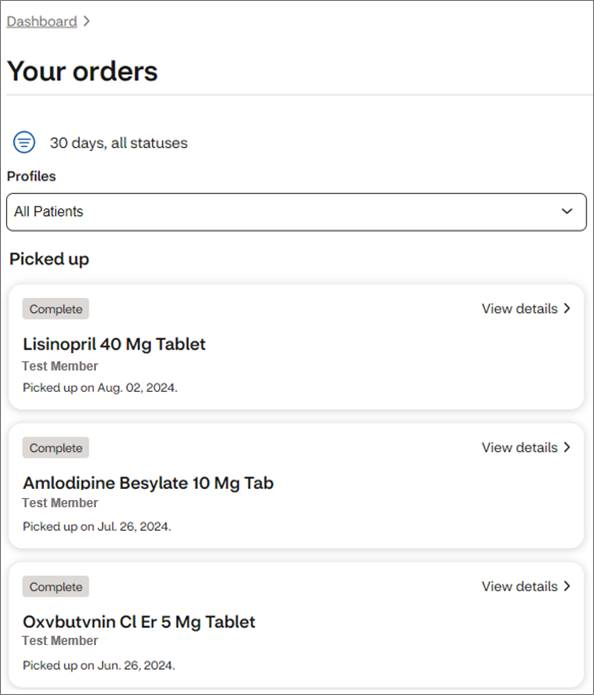 Dashboard
Your orders
30 days, all statuses
Profiles
All Patients
Picked up
Complete View details
Lisinopril 40 Mg Tablet
Test Member
Picked up on Aug. 02, 2024.
Complete View details
Amlodipine Besylate 10 Mg Tab
Test Member
Picked up on Jul. 26, 2024.
Complete View details
Oxybutynin Cl Er 5 Mg Tablet
Test Member
Picked up on Jun. 26, 2024.